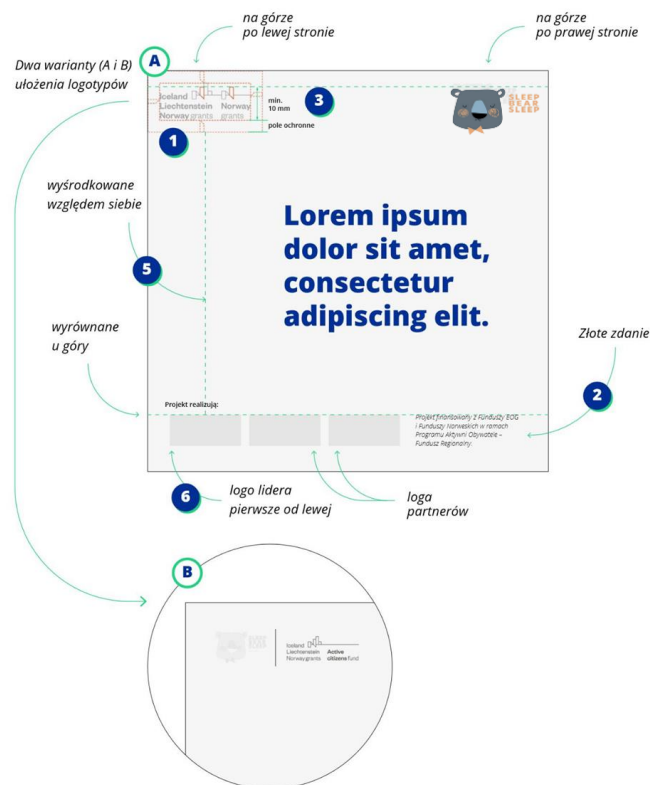 na górze
po lewej stronie
na górze
po prawej stronie
Dwa warianty (A i B)
ułożenia logotypów
A
Iceland
Liechtenstein Norway
Norway grants grants
min.
10 mm
pole ochronne
3
SLEEP
BEAR
SLEEP
1
wyśrodkowane
względem siebie
Lorem ipsum
dolor sit amet,
consectetur
adipiscing elit.
5
wyrównane
u góry
Złote zdanie
2
Projekt realizują:
Projekt finansowany z Funduszy EOG
i Funduszy Norweskich w ramach
Programu Aktywni Obywatele –
Fundusz Regionalny.
6
logo lidera
pierwsze od lewej
loga
partnerów
B
Iceland
Liechtenstein Active
Norway grants citizens fund